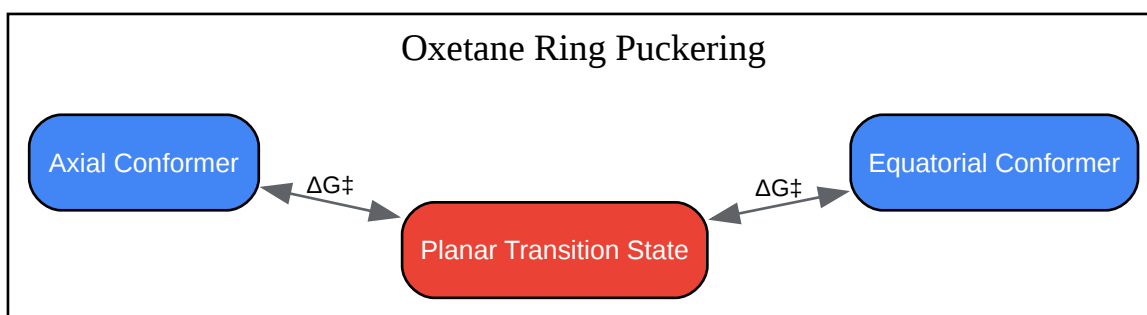 Oxetane Ring Puckering
Axial Conformer
ΔG‡
Planar Transition State
ΔG‡
Equatorial Conformer